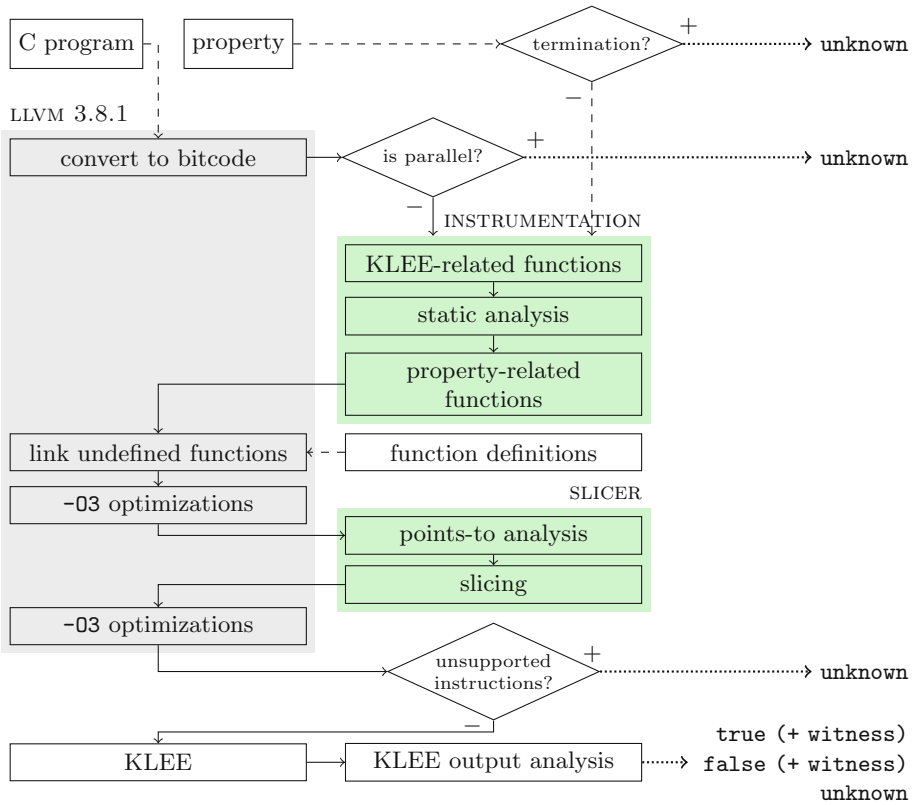 C program
property
termination?
+
unknown
−
LLVM 3.8.1
convert to bitcode
is parallel?
+
unknown
−
INSTRUMENTATION
KLEE-related functions
static analysis
property-related
functions
link undefined functions
function definitions
-O3 optimizations
SLICER
points-to analysis
slicing
-O3 optimizations
unsupported
instructions?
+
unknown
−
KLEE
KLEE output analysis
true (+ witness)
false (+ witness)
unknown